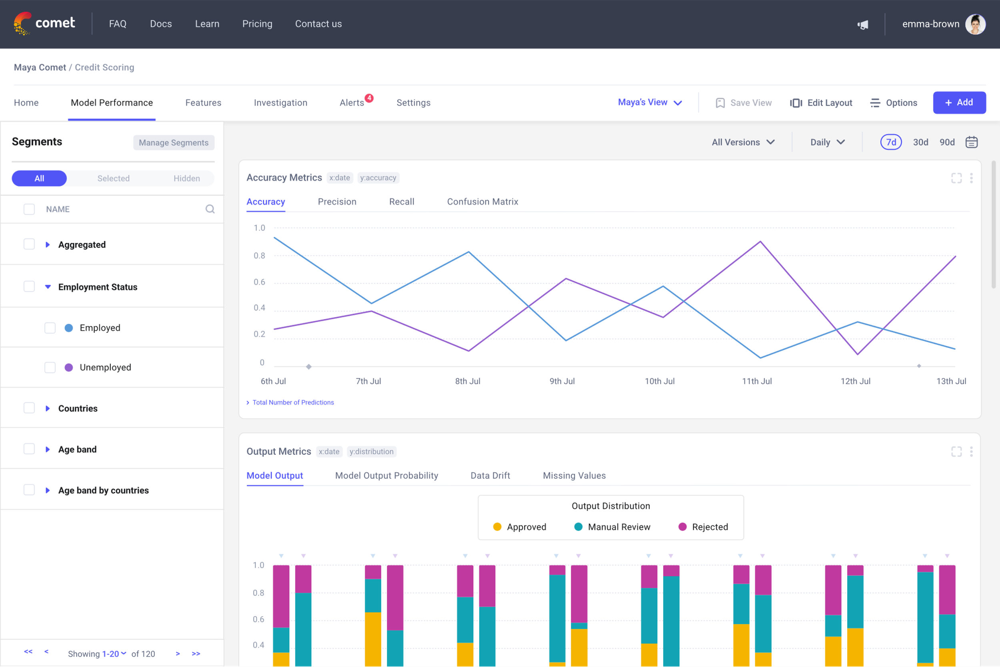 comet FAQ Docs Learn Pricing Contact us emma-brown
Maya Comet / Credit Scoring
Home Model Performance Features Investigation Alerts 4 Settings Maya's View Save View Edit Layout Options + Add
Segments Manage Segments
All Selected Hidden
NAME
Aggregated
Employment Status
Employed
Unemployed
Countries
Age band
Age band by countries
<< < Showing 1-20 of 120 > >>
All Versions Daily 7d 30d 90d
Accuracy Metrics x:date y:accuracy
Accuracy Precision Recall Confusion Matrix
1.0
0.8
0.6
0.4
0.2
0
6th Jul 7th Jul 8th Jul 9th Jul 10th Jul 11th Jul 12th Jul 13th Jul
> Total Number of Predictions
Output Metrics x:date y:distribution
Model Output Model Output Probability Data Drift Missing Values
Output Distribution
Approved Manual Review Rejected
1.0
0.8
0.6
0.4